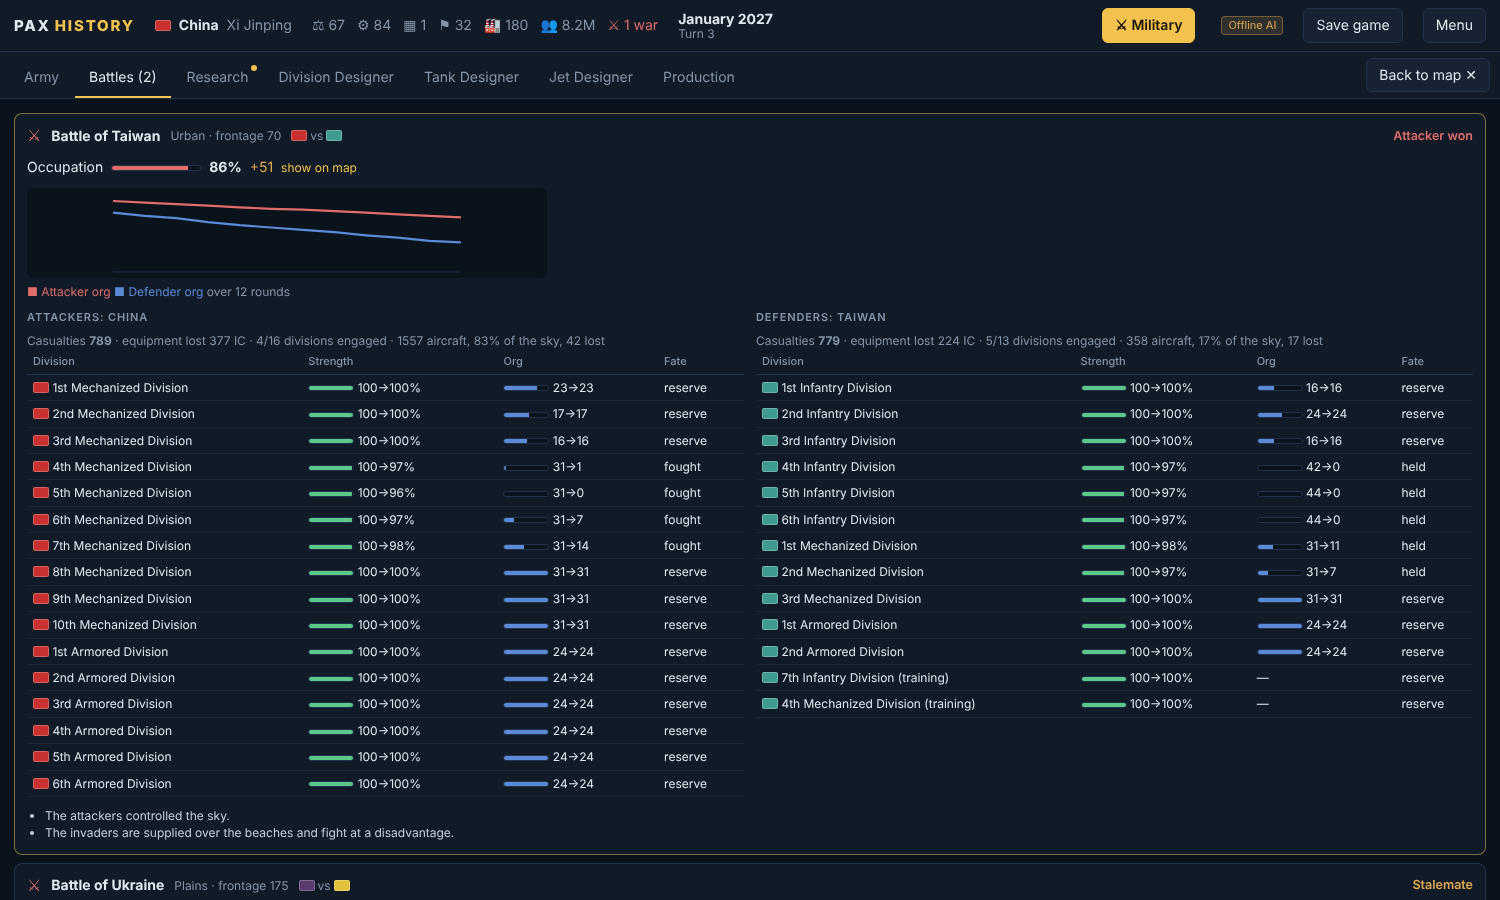 PAX HISTORY China Xi Jinping 67 84 1 32 180 8.2M 1 war January 2027 Military Offline AI Save game Menu
Turn 3
Army Battles (2) Research Division Designer Tank Designer Jet Designer Production Back to map ✕
Battle of Taiwan Urban · frontage 70 vs Attacker won
Occupation 86% +51 show on map
Attacker org Defender org over 12 rounds
ATTACKERS: CHINA
Casualties 789 · equipment lost 377 IC · 4/16 divisions engaged · 1557 aircraft, 83% of the sky, 42 lost
Division Strength Org Fate
1st Mechanized Division 100→100% 23→23 reserve
2nd Mechanized Division 100→100% 17→17 reserve
3rd Mechanized Division 100→100% 16→16 reserve
4th Mechanized Division 100→97% 31→1 fought
5th Mechanized Division 100→96% 31→0 fought
6th Mechanized Division 100→97% 31→7 fought
7th Mechanized Division 100→98% 31→14 fought
8th Mechanized Division 100→100% 31→31 reserve
9th Mechanized Division 100→100% 31→31 reserve
10th Mechanized Division 100→100% 31→31 reserve
1st Armored Division 100→100% 24→24 reserve
2nd Armored Division 100→100% 24→24 reserve
3rd Armored Division 100→100% 24→24 reserve
4th Armored Division 100→100% 24→24 reserve
5th Armored Division 100→100% 24→24 reserve
6th Armored Division 100→100% 24→24 reserve
DEFENDERS: TAIWAN
Casualties 779 · equipment lost 224 IC · 5/13 divisions engaged · 358 aircraft, 17% of the sky, 17 lost
Division Strength Org Fate
1st Infantry Division 100→100% 16→16 reserve
2nd Infantry Division 100→100% 24→24 reserve
3rd Infantry Division 100→100% 16→16 reserve
4th Infantry Division 100→97% 42→0 held
5th Infantry Division 100→97% 44→0 held
6th Infantry Division 100→97% 44→0 held
1st Mechanized Division 100→98% 31→11 held
2nd Mechanized Division 100→97% 31→7 held
3rd Mechanized Division 100→100% 31→31 reserve
1st Armored Division 100→100% 24→24 reserve
2nd Armored Division 100→100% 24→24 reserve
7th Infantry Division (training) 100→100% — reserve
4th Mechanized Division (training) 100→100% — reserve
• The attackers controlled the sky.
• The invaders are supplied over the beaches and fight at a disadvantage.
Battle of Ukraine Plains · frontage 175 vs Stalemate